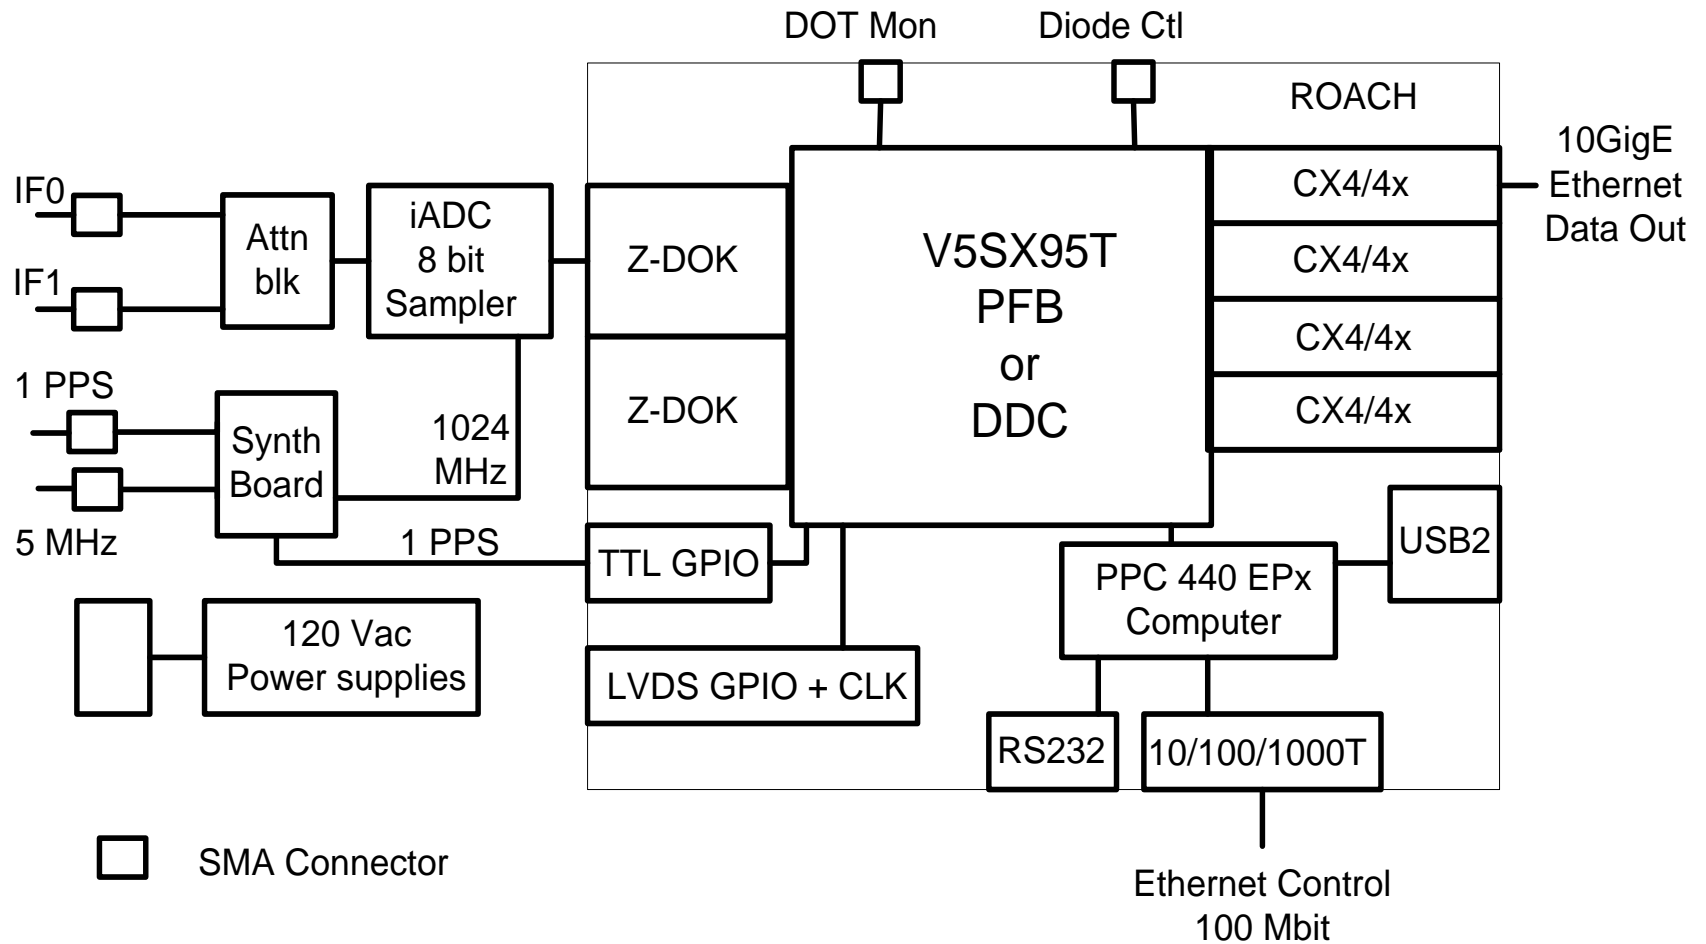 DOT Mon
Diode Ctl
ROACH
10GigE
Ethernet
Data Out
IF0
IF1
Attn
blk
iADC
8 bit
Sampler
Z-DOK
Z-DOK
V5SX95T
PFB
or
DDC
CX4/4x
CX4/4x
CX4/4x
CX4/4x
1 PPS
5 MHz
Synth
Board
1024
MHz
1 PPS
TTL GPIO
LVDS GPIO + CLK
PPC 440 EPx
Computer
USB2
RS232
10/100/1000T
120 Vac
Power supplies
SMA Connector
Ethernet Control
100 Mbit